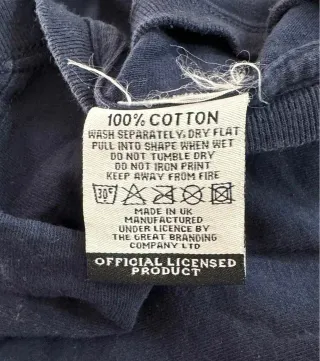 100% COTTON
WASH SEPARATELY, DRY FLAT
PULL INTO SHAPE WHEN WET
DO NOT TUMBLE DRY
DO NOT IRON PRINT
KEEP AWAY FROM FIRE
30°
MADE IN UK
MANUFACTURED
UNDER LICENCE BY
THE GREAT BRANDING
COMPANY LTD
OFFICIAL LICENSED
PRODUCT